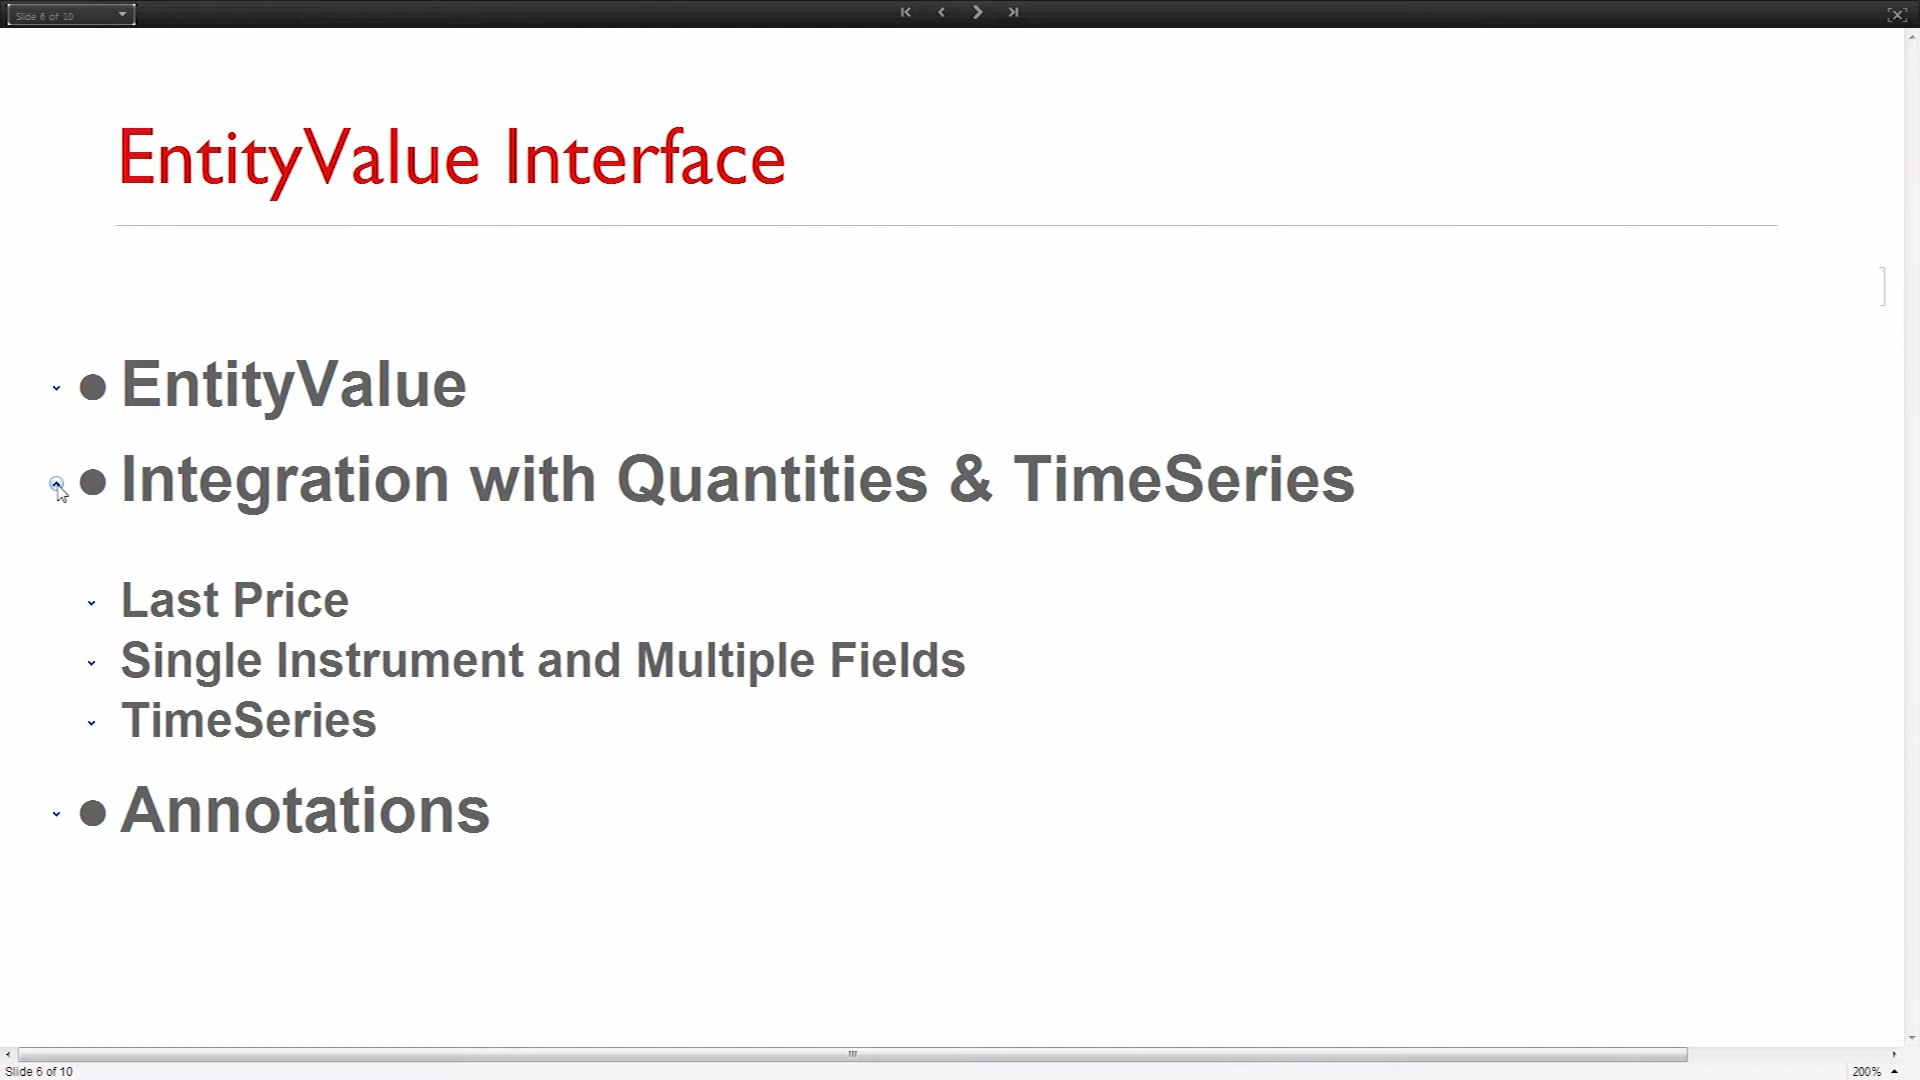 Slide 6 of 10
EntityValue Interface
EntityValue
Integration with Quantities & TimeSeries
Last Price
Single Instrument and Multiple Fields
TimeSeries
Annotations
Slide 6 of 10
200%